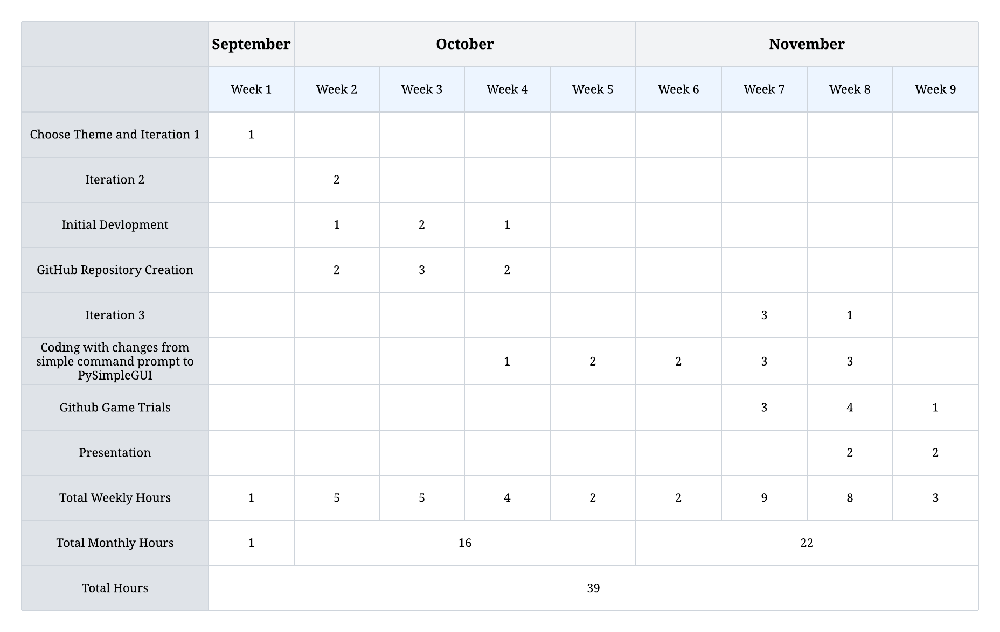 September October November
Week 1 Week 2 Week 3 Week 4 Week 5 Week 6 Week 7 Week 8 Week 9
Choose Theme and Iteration 1 1
Iteration 2 2
Initial Devlopment 1 2 1
GitHub Repository Creation 2 3 2
Iteration 3 3 1
Coding with changes from
simple command prompt to 1 2 2 3 3
PySimpleGUI
Github Game Trials 3 4 1
Presentation 2 2
Total Weekly Hours 1 5 5 4 2 2 9 8 3
Total Monthly Hours 1 16 22
Total Hours 39